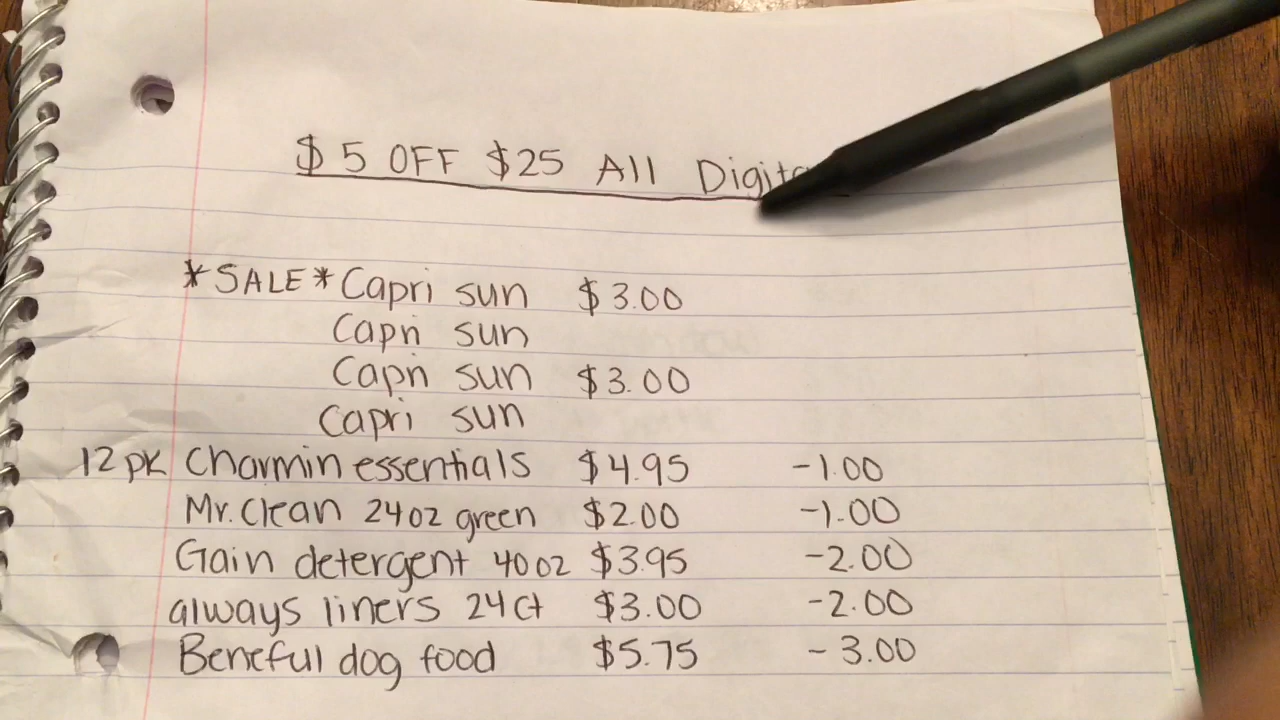 $5 OFF $25 All
*SALE* Capri sun $3.00
Capri sun
Capri sun $3.00
Capri sun
12pk Charmin essentials $4.95 -1.00
Mr. Clean 24oz green $2.00 -1.00
Gain detergent 40oz $3.95 -2.00
always liners 24ct $3.00 -2.00
Beneful dog food $5.75 -3.00